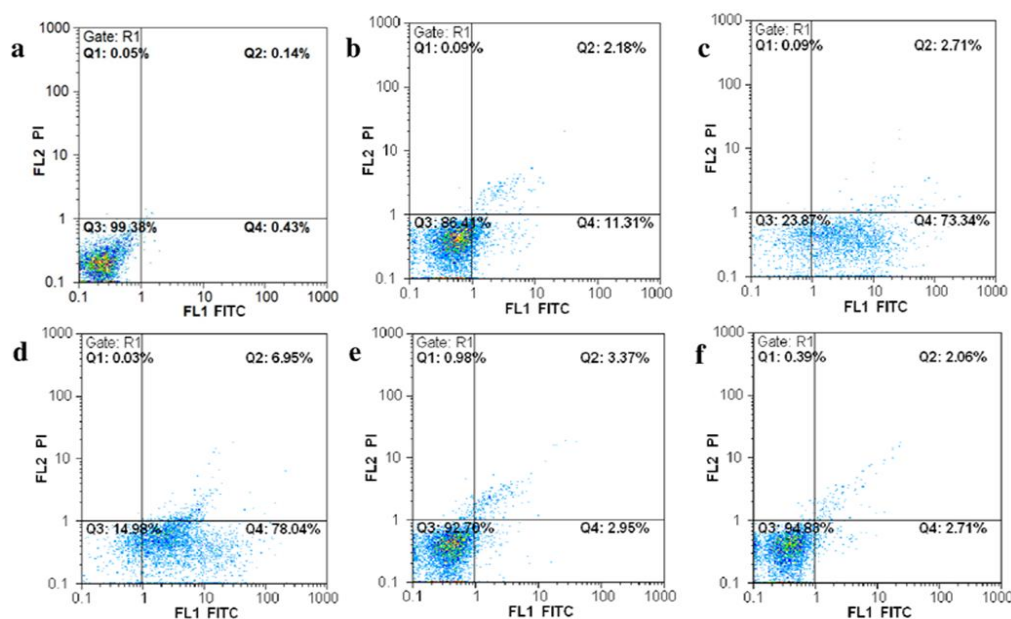 a
Gate: R1
Q1: 0.05% Q2: 0.14%
1000
100
10
1
0.1
FL2 PI
Q3: 99.38% Q4: 0.43%
0.1 1 10 100 1000
FL1 FITC
b
Gate: R1
Q1: 0.09% Q2: 2.18%
1000
100
10
1
0.1
FL2 PI
Q3: 86.41% Q4: 11.31%
0.1 1 10 100 1000
FL1 FITC
c
Gate: R1
Q1: 0.09% Q2: 2.71%
1000
100
10
1
0.1
FL2 PI
Q3: 23.87% Q4: 73.34%
0.1 1 10 100 1000
FL1 FITC
d
Gate: R1
Q1: 0.03% Q2: 6.95%
1000
100
10
1
0.1
FL2 PI
Q3: 14.98% Q4: 78.04%
0.1 1 10 100 1000
FL1 FITC
e
Gate: R1
Q1: 0.98% Q2: 3.37%
1000
100
10
1
0.1
FL2 PI
Q3: 92.70% Q4: 2.95%
0.1 1 10 100 1000
FL1 FITC
f
Gate: R1
Q1: 0.39% Q2: 2.06%
1000
100
10
1
0.1
FL2 PI
Q3: 94.83% Q4: 2.71%
0.1 1 10 100 1000
FL1 FITC